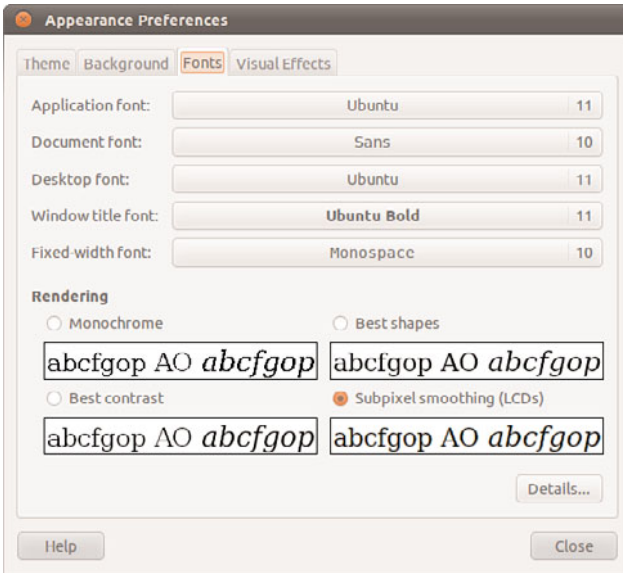 Appearance Preferences
Theme Background Fonts Visual Effects
Application font: Ubuntu 11
Document font: Sans 10
Desktop font: Ubuntu 11
Window title font: Ubuntu Bold 11
Fixed-width font: Monospace 10
Rendering
Monochrome Best shapes
abcfgop AO abcfgop abcfgop AO abcfgop
Best contrast Subpixel smoothing (LCDs)
abcfgop AO abcfgop abcfgop AO abcfgop
Details...
Help Close